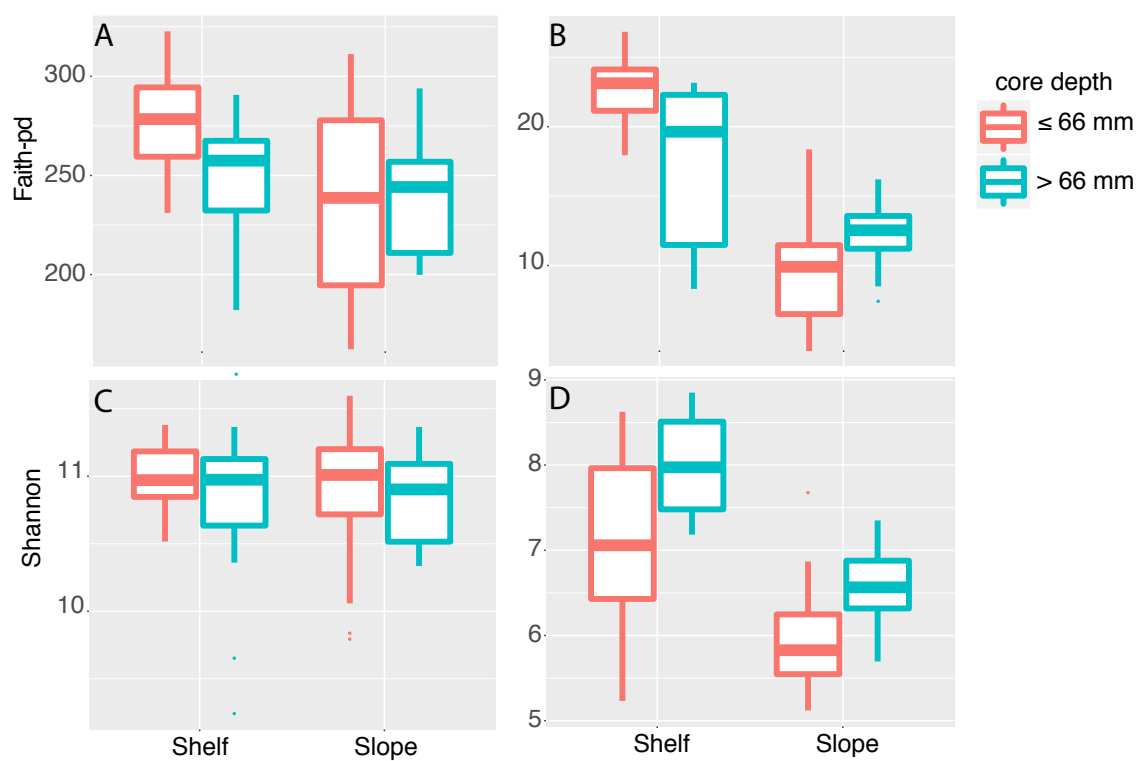 A
300
250
200
Faith-pd
B
20
10
core depth
≤ 66 mm
> 66 mm
C
11
10
Shannon
Shelf
Slope
D
9
8
7
6
5
Shelf
Slope